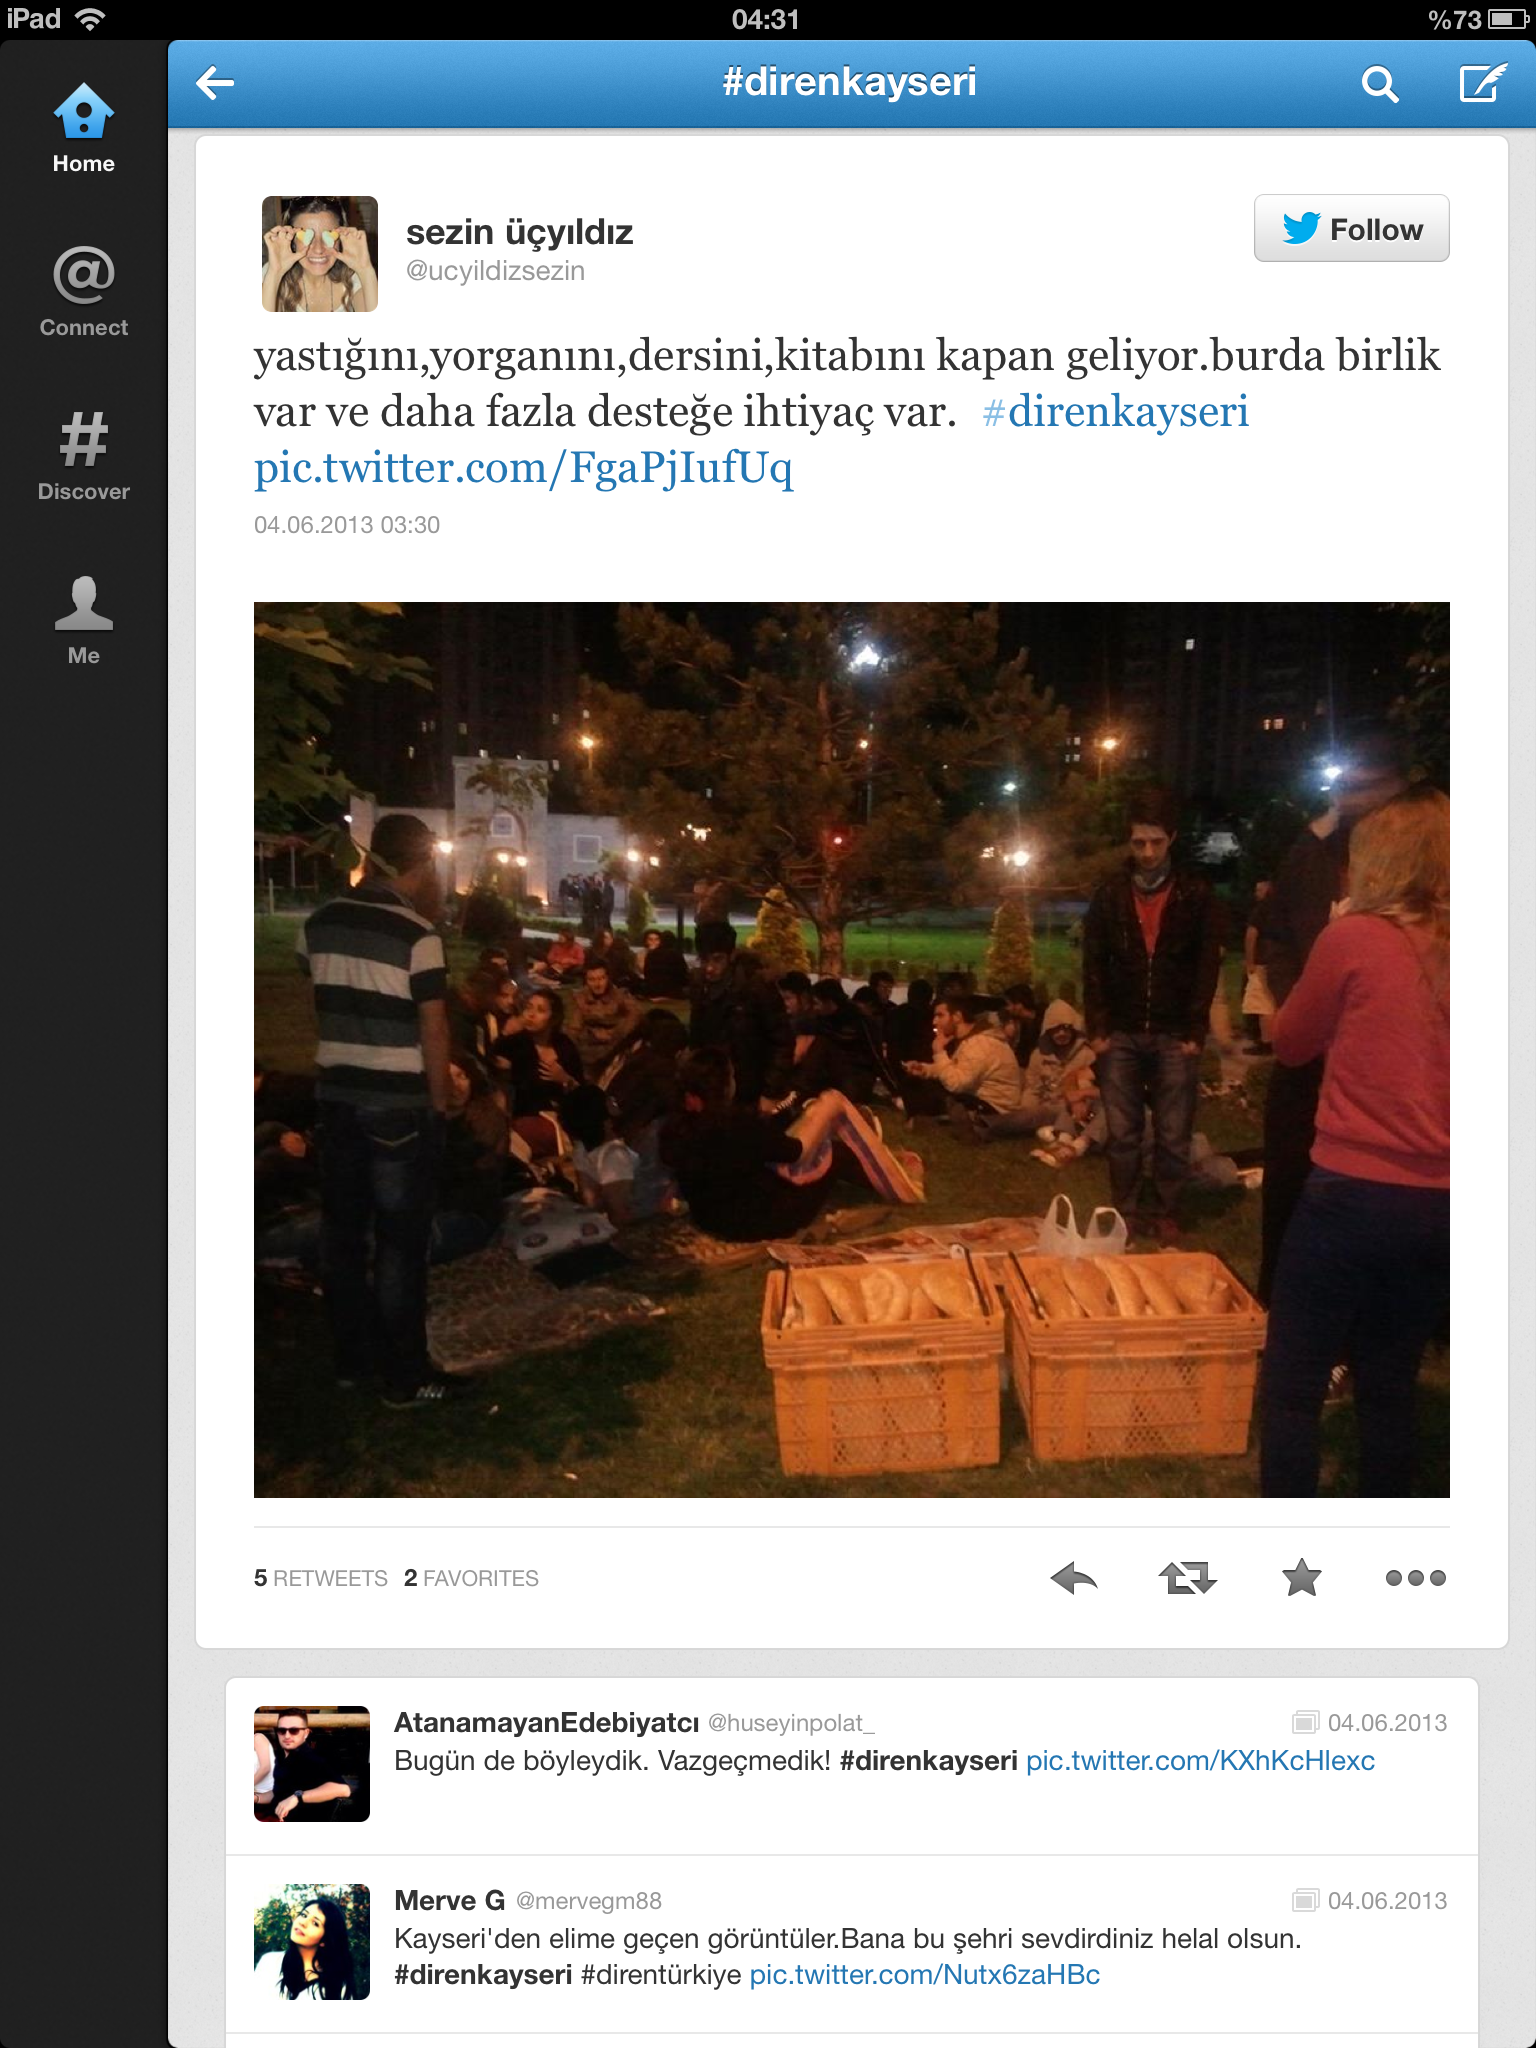 iPad 04:31 %73
#direnkayseri
Home
Connect
Discover
Me
sezin üçyıldız
@ucyildizsezin
Follow
yastığını,yorganını,dersini,kitabını kapan geliyor.burda birlik
var ve daha fazla desteğe ihtiyaç var. #direnkayseri
pic.twitter.com/FgaPjIufUq
04.06.2013 03:30
5 RETWEETS 2 FAVORITES
AtanamayanEdebiyatcı @huseyinpolat_ 04.06.2013
Bugün de böyleydik. Vazgeçmedik! #direnkayseri pic.twitter.com/KXhKcHlexc
Merve G @mervegm88 04.06.2013
Kayseri'den elime geçen görüntüler.Bana bu şehri sevdirdiniz helal olsun.
#direnkayseri #direntürkiye pic.twitter.com/Nutx6zaHBc